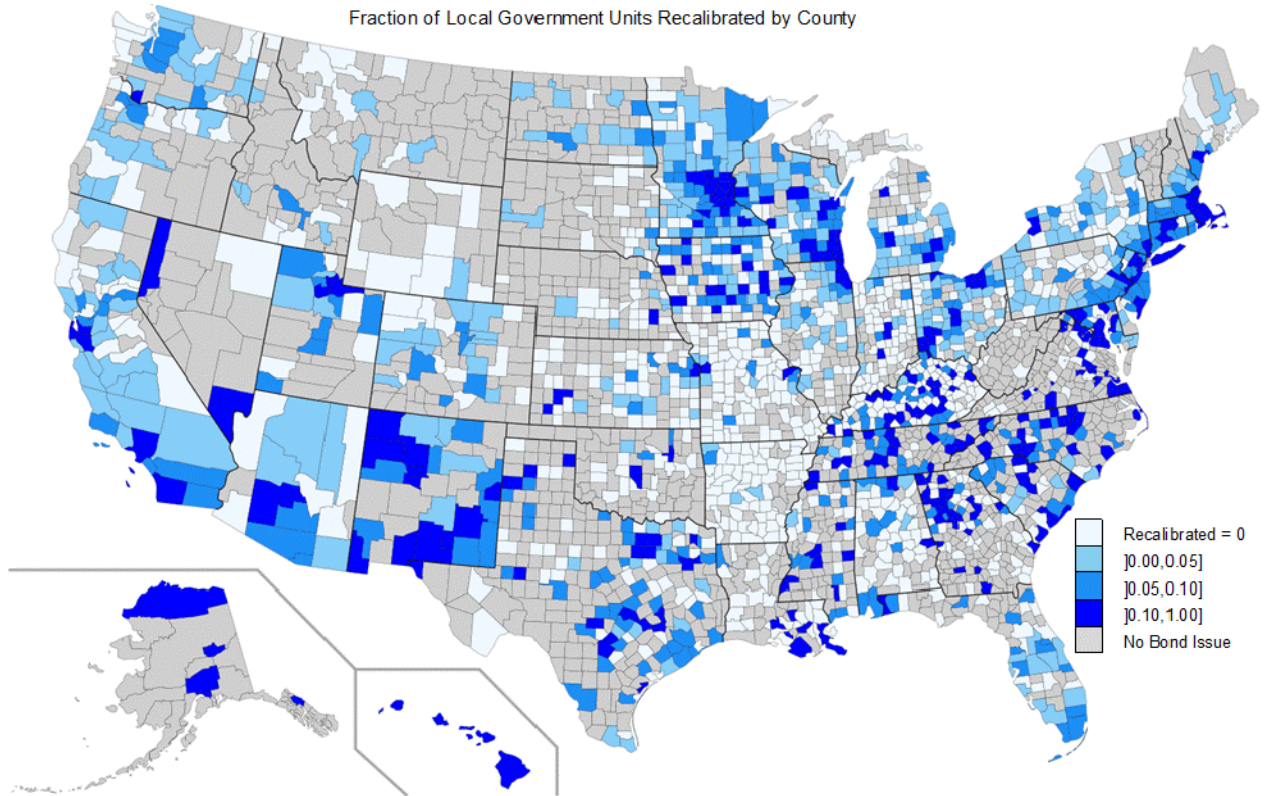 Fraction of Local Government Units Recalibrated by County
Recalibrated = 0
]0.00,0.05]
]0.05,0.10]
]0.10,1.00]
No Bond Issue